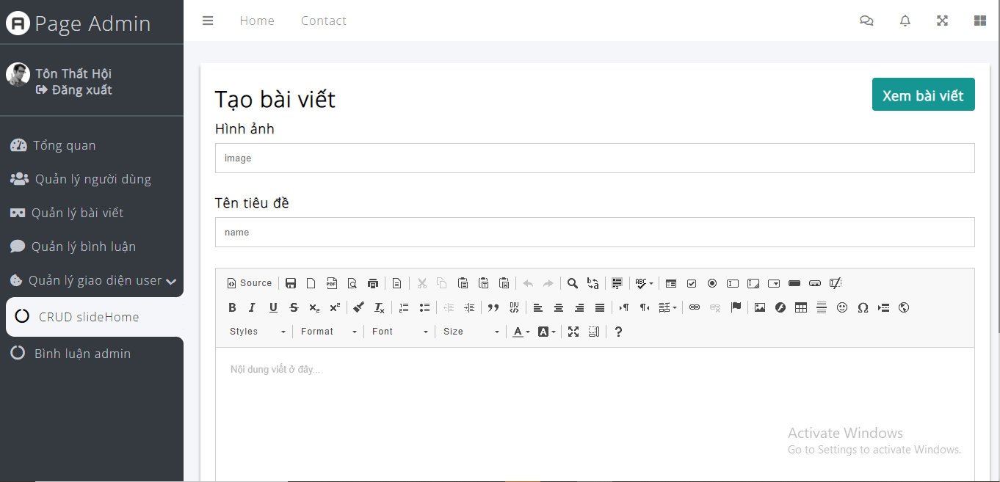 Page Admin
Home
Contact
Tôn Thất Hội
Đăng xuất
Tổng quan
Quản lý người dùng
Quản lý bài viết
Quản lý bình luận
Quản lý giao diện user
CRUD slideHome
Bình luận admin
Tạo bài viết
Xem bài viết
Hình ảnh
image
Tên tiêu đề
name
Source
Styles
Format
Font
Size
Nội dung viết ở đây...
Activate Windows
Go to Settings to activate Windows.